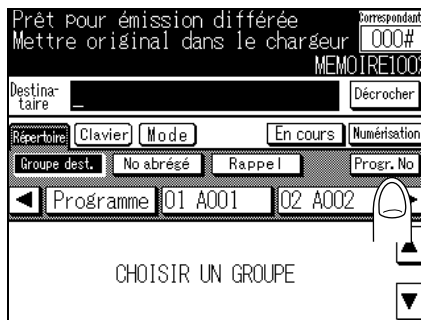 Prêt pour émission différée Correspondant
Mettre original dans le chargeur 000#
MEMOIRE100%
Destina-
taire _ Décrocher
Répertoire Clavier Mode En cours Numérisation
Groupe dest. No abrégé Rappel Progr. No
◄ Programme 01 A001 02 A002
▲
CHOISIR UN GROUPE
▼